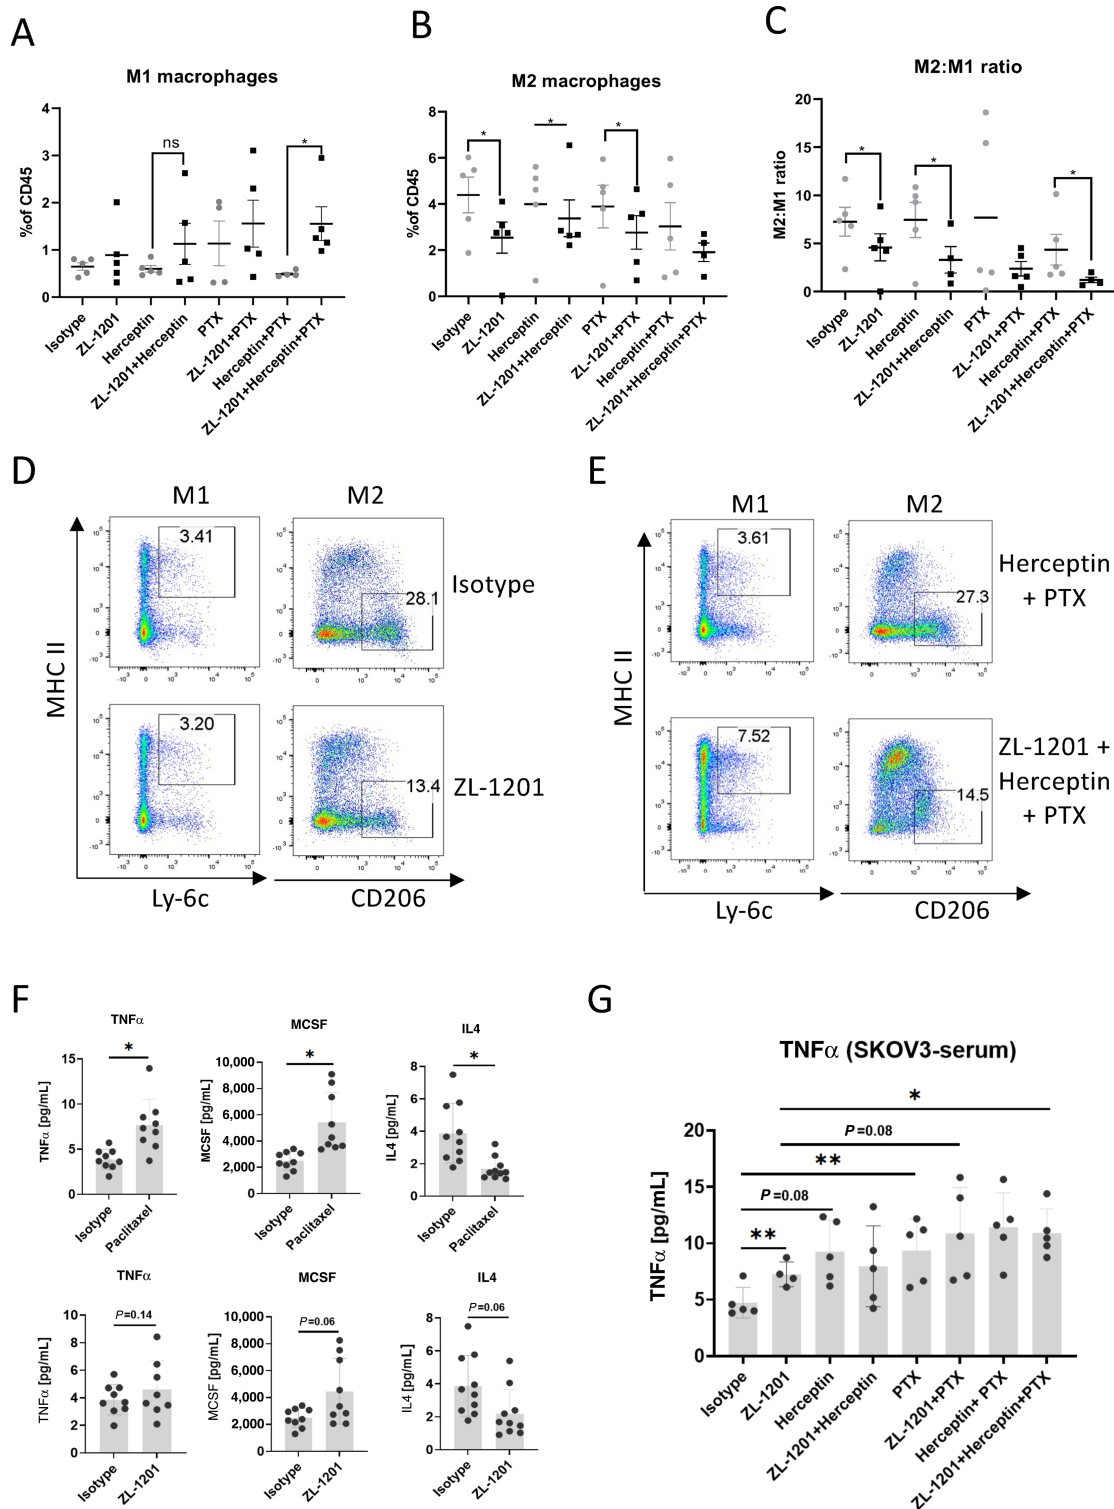 A
M1 macrophages
%of CD45
4
3
2
1
0
ns
*
Isotype
ZL-1201
Herceptin
ZL-1201+Herceptin
PTX
ZL-1201+PTX
Herceptin+PTX
ZL-1201+Herceptin+PTX
B
M2 macrophages
%of CD45
8
6
4
2
0
*
*
*
Isotype
ZL-1201
Herceptin
ZL-1201+Herceptin
PTX
ZL-1201+PTX
Herceptin+PTX
ZL-1201+Herceptin+PTX
C
M2:M1 ratio
M2:M1 ratio
20
15
10
5
0
*
*
*
Isotype
ZL-1201
Herceptin
ZL-1201+Herceptin
PTX
ZL-1201+PTX
Herceptin+PTX
ZL-1201+Herceptin+PTX
D
M1
M2
3.41
28.1
Isotype
3.20
13.4
ZL-1201
MHC II
Ly-6c
CD206
E
M1
M2
3.61
27.3
Herceptin
+ PTX
7.52
14.5
ZL-1201 +
Herceptin
+ PTX
MHC II
Ly-6c
CD206
F
TNFα
TNFα [pg/mL]
15
10
5
0
*
Isotype
Paclitaxel
MCSF
MCSF [pg/mL]
10,000
8,000
6,000
4,000
2,000
0
*
Isotype
Paclitaxel
IL4
IL4 [pg/mL]
8
6
4
2
0
*
Isotype
Paclitaxel
TNFα
TNFα [pg/mL]
10
8
6
4
2
0
P=0.14
Isotype
ZL-1201
MCSF
MCSF [pg/mL]
10,000
8,000
6,000
4,000
2,000
0
P=0.06
Isotype
ZL-1201
IL4
IL4 [pg/mL]
8
6
4
2
0
P=0.06
Isotype
ZL-1201
G
TNFα (SKOV3-serum)
TNFα [pg/mL]
20
15
10
5
0
*
P=0.08
**
P=0.08
**
Isotype
ZL-1201
Herceptin
ZL-1201+Herceptin
PTX
ZL-1201+PTX
Herceptin+ PTX
ZL-1201+Herceptin+PTX